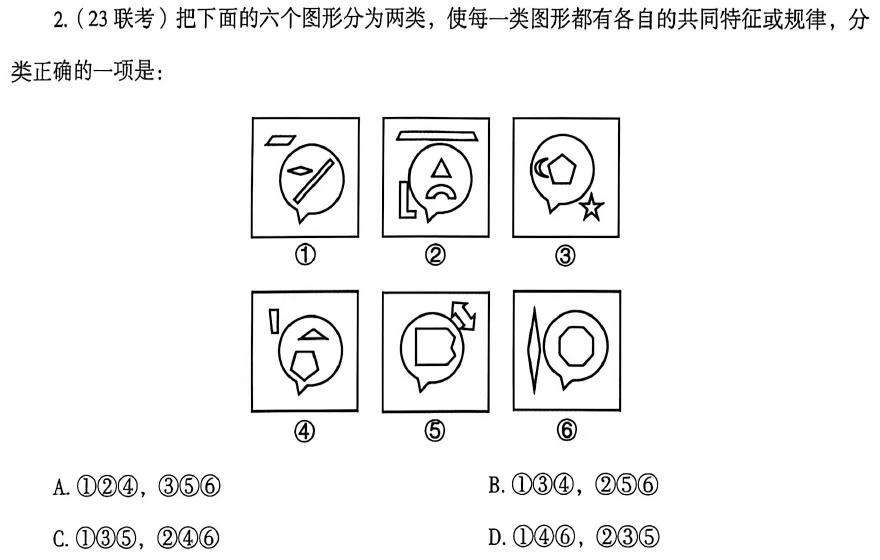 2.（23 联考）把下面的六个图形分为两类，使每一类图形都有各自的共同特征或规律，分
类正确的一项是：
① ② ③
④ ⑤ ⑥
A. ①②④，③⑤⑥ B. ①③④，②⑤⑥
C. ①③⑤，②④⑥ D. ①④⑥，②③⑤